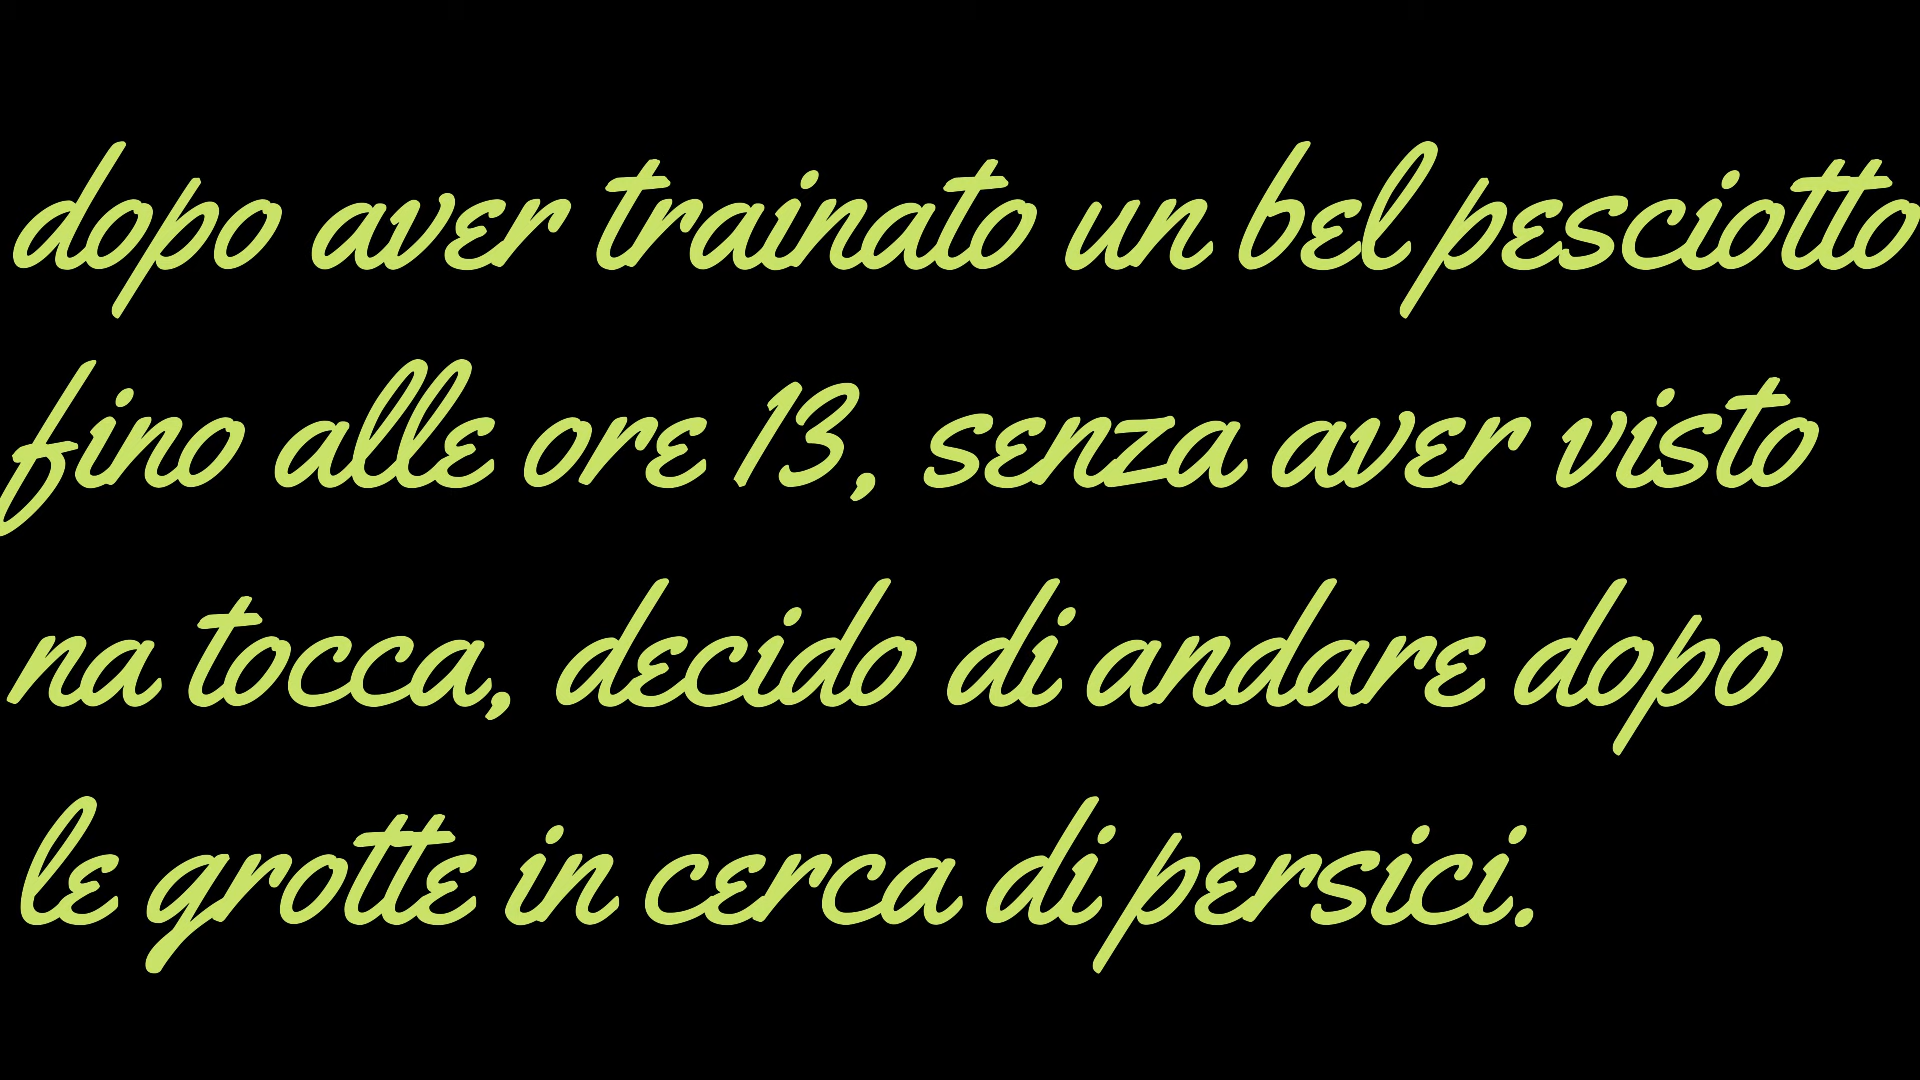 dopo aver trainato un bel pesciotto
fino alle ore 13, senza aver visto
na tocca, decido di andare dopo
le grotte in cerca di persici.